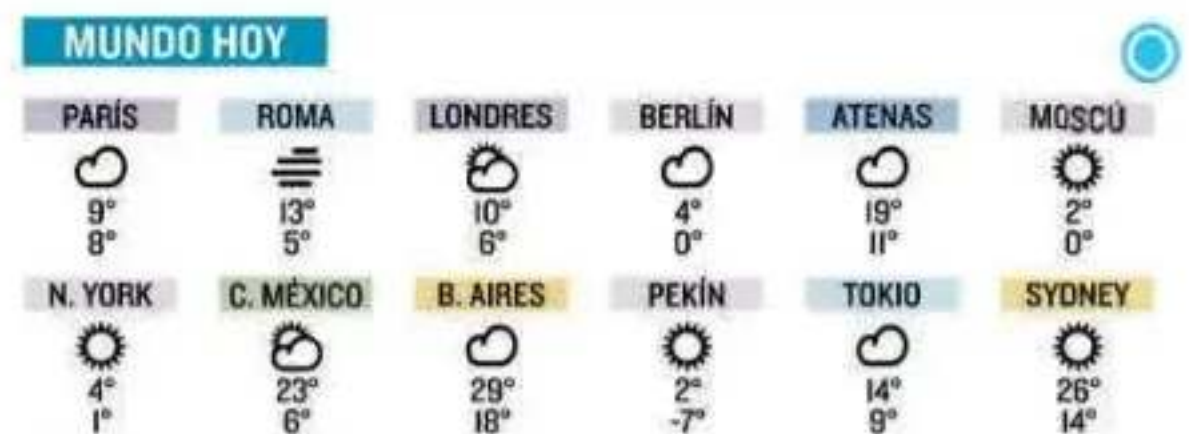 MUNDO HOY
PARÍS ROMA LONDRES BERLÍN ATENAS MOSCÚ
9° 13° 10° 4° 19° 2°
8° 5° 6° 0° 11° 0°
N. YORK C. MÉXICO B. AIRES PEKÍN TOKIO SYDNEY
4° 23° 29° 2° 14° 26°
1° 6° 18° -7° 9° 14°